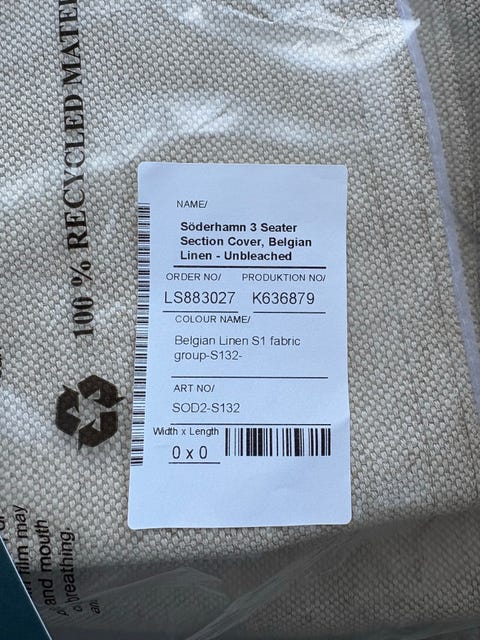 100 % RECYCLED MATE
NAME/
Söderhamn 3 Seater
Section Cover, Belgian
Linen - Unbleached
ORDER NO/ PRODUKTION NO/
LS883027 K636879
COLOUR NAME/
Belgian Linen S1 fabric
group-S132-
ART NO/
SOD2-S132
Width x Length
0 x 0
film may
and mouth
breathing.